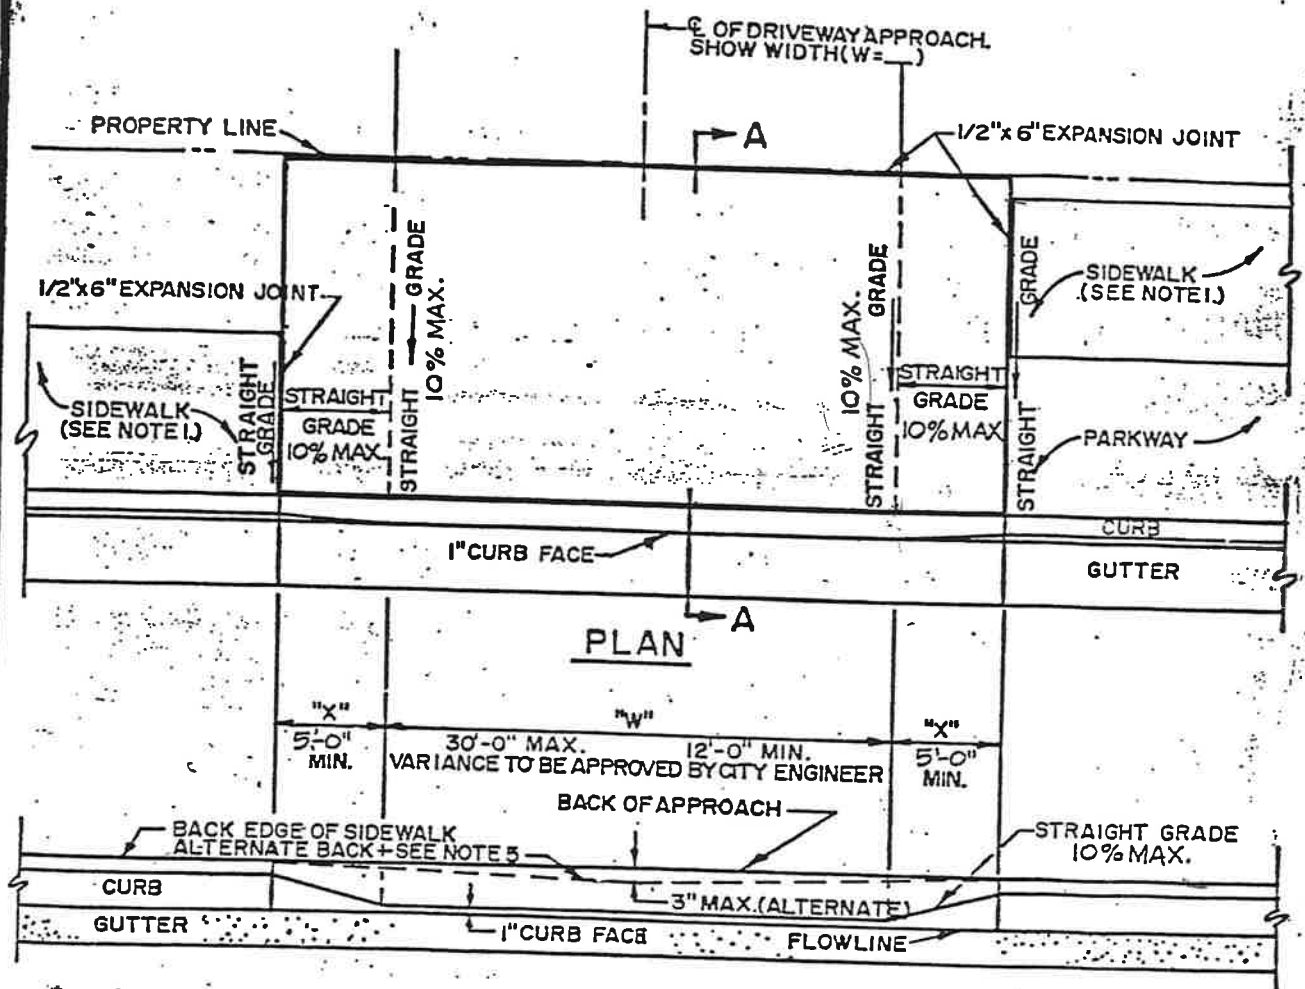 ℄ OF DRIVEWAY APPROACH.
SHOW WIDTH (W=___)
PROPERTY LINE
A
1/2"x 6" EXPANSION JOINT
1/2"x6" EXPANSION JOINT
GRADE
10% MAX.
STRAIGHT
GRADE
10% MAX.
STRAIGHT
GRADE
STRAIGHT
SIDEWALK
(SEE NOTE 1.)
SIDEWALK
(SEE NOTE 1.)
STRAIGHT
GRADE
STRAIGHT
GRADE
10% MAX
STRAIGHT
GRADE
10% MAX
PARKWAY
CURB
1" CURB FACE
GUTTER
A
PLAN
"X"
5'-0"
MIN.
"W"
30'-0" MAX.
12'-0" MIN.
VARIANCE TO BE APPROVED BY CITY ENGINEER
"X"
5'-0"
MIN.
BACK OF APPROACH
BACK EDGE OF SIDEWALK
ALTERNATE BACK - SEE NOTE 5
STRAIGHT GRADE
10% MAX.
CURB
3" MAX. (ALTERNATE)
GUTTER
1" CURB FACE
FLOWLINE